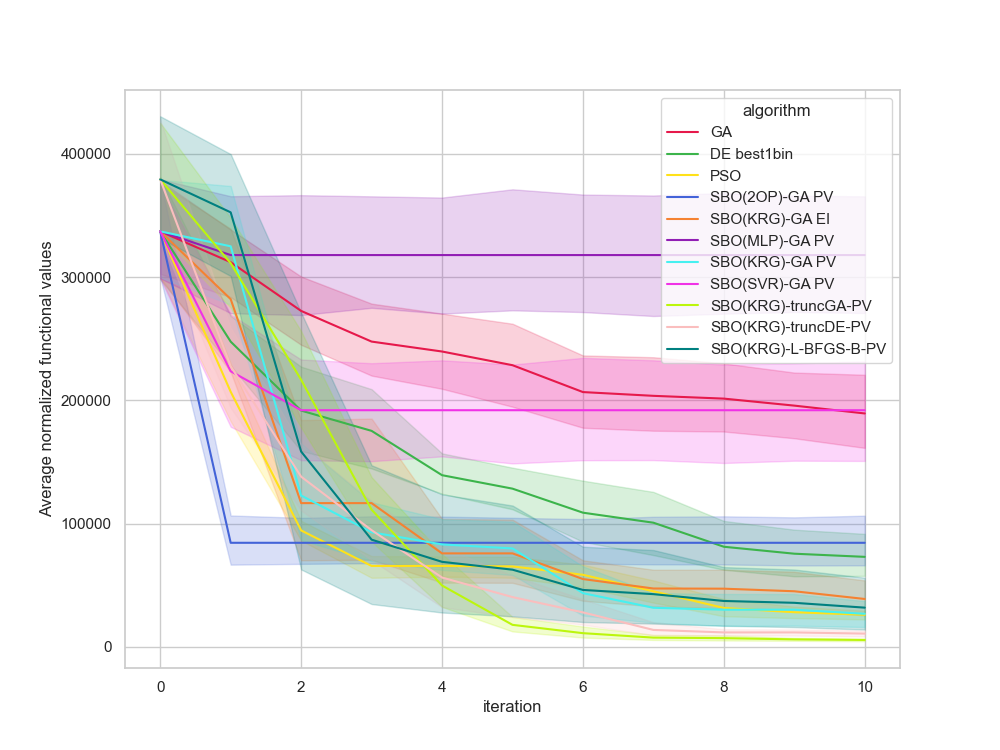 algorithm
GA
DE best1bin
PSO
SBO(2OP)-GA PV
SBO(KRG)-GA EI
SBO(MLP)-GA PV
SBO(KRG)-GA PV
SBO(SVR)-GA PV
SBO(KRG)-truncGA-PV
SBO(KRG)-truncDE-PV
SBO(KRG)-L-BFGS-B-PV
Average normalized functional values
400000
300000
200000
100000
0
0 2 4 6 8 10
iteration